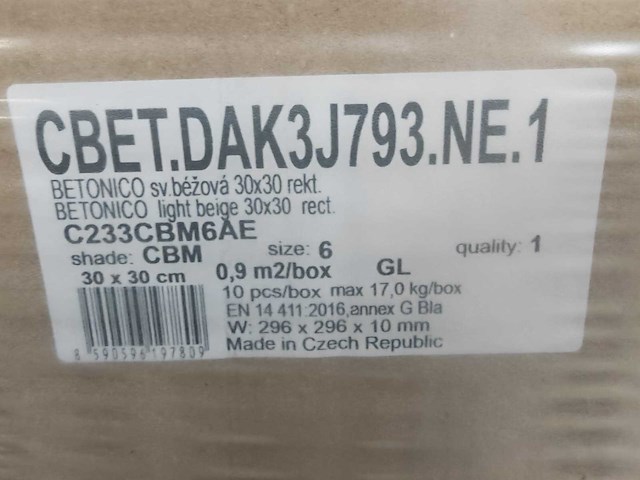 CBET.DAK3J793.NE.1
BETONICO sv.béžová 30x30 rekt.
BETONICO light beige 30x30 rect.
C233CBM6AE
shade: CBM size: 6 quality: 1
30 x 30 cm 0,9 m2/box GL
10 pcs/box max 17,0 kg/box
EN 14 411:2016,annex G BIa
W: 296 x 296 x 10 mm
Made in Czech Republic
8 590596 197809